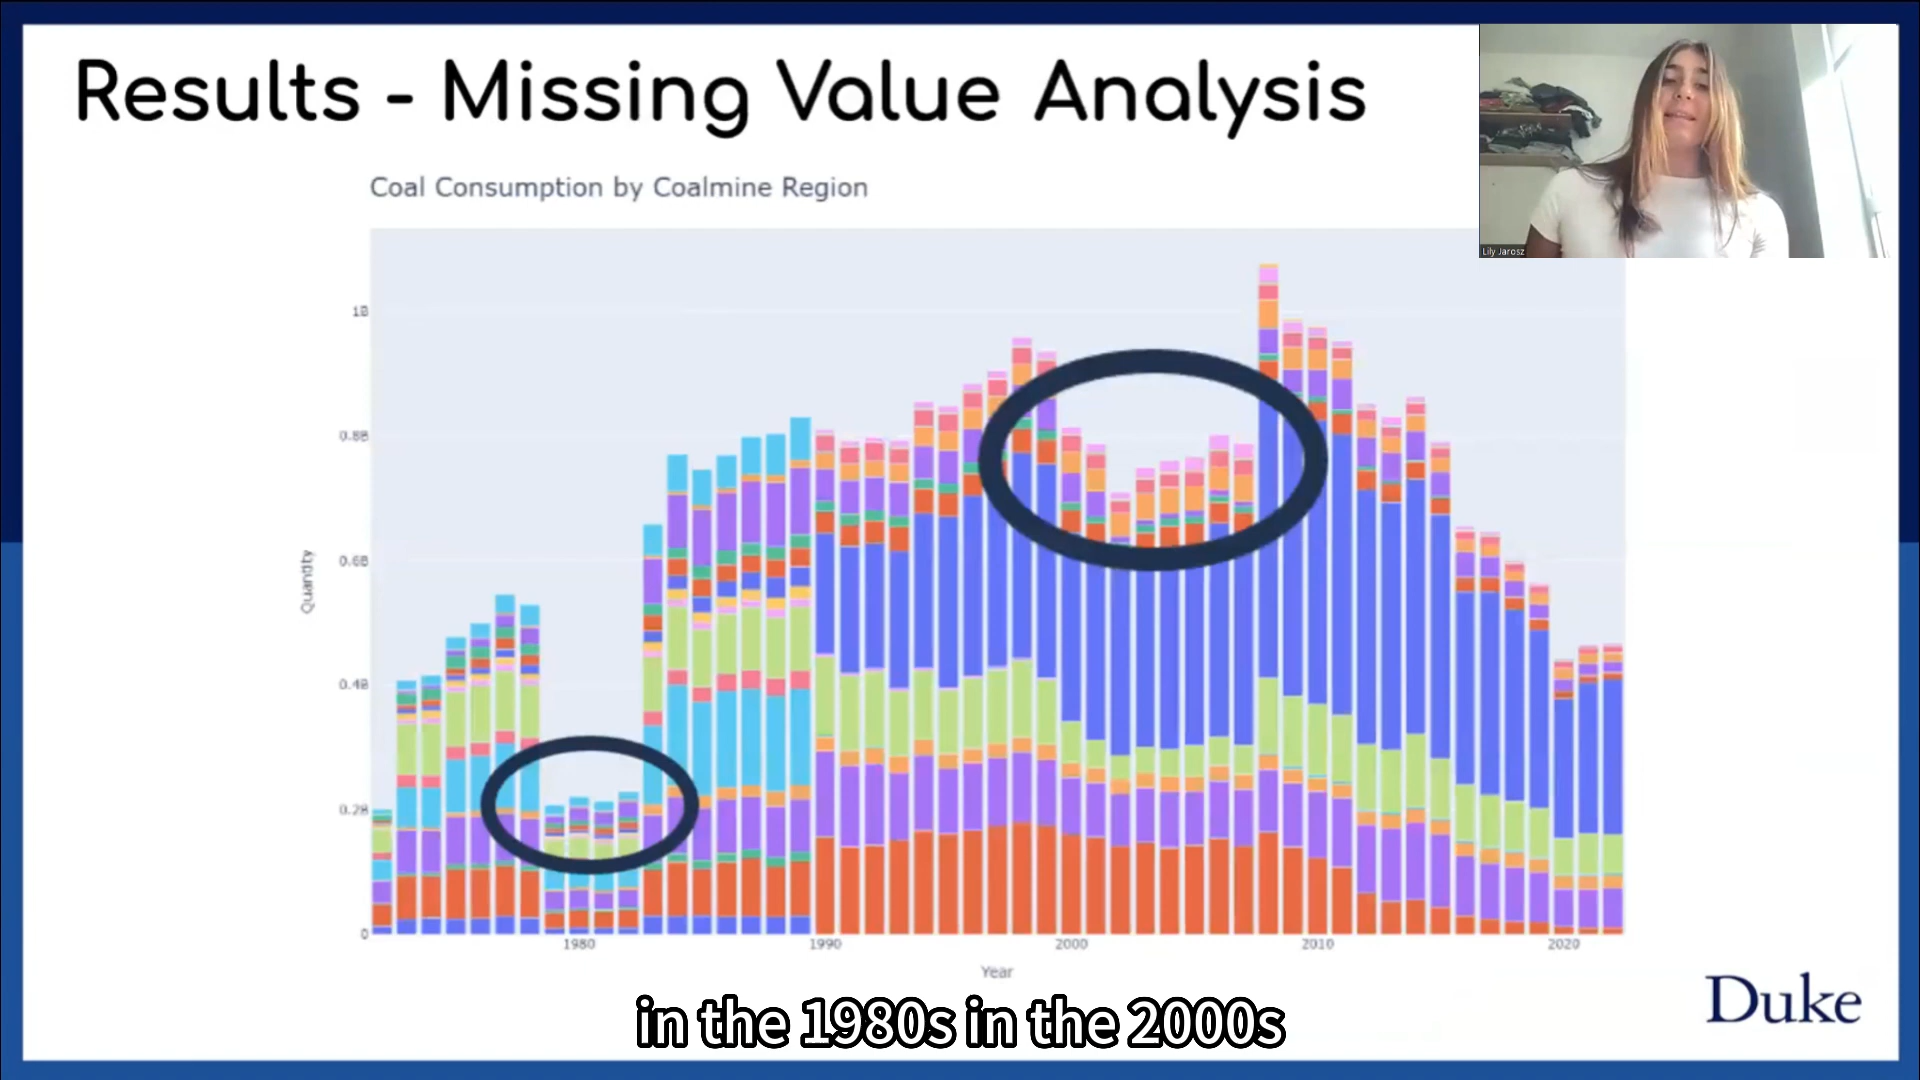 Results - Missing Value Analysis
Lily Jarosz
Coal Consumption by Coalmine Region
1B
0.8B
0.6B
0.4B
0.2B
0
Quantity
1980
1990
2000
2010
2020
Year
in the 1980s in the 2000s
Duke